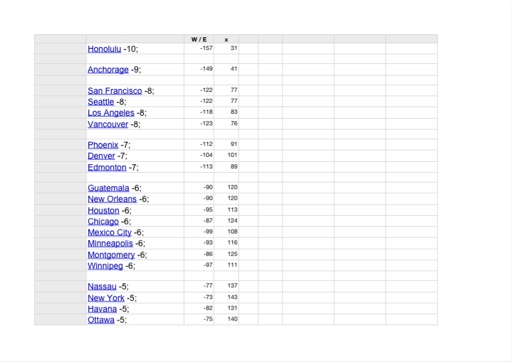 W / E x
Honolulu -10; -157 31
Anchorage -9; -149 41
San Francisco -8; -122 77
Seattle -8; -122 77
Los Angeles -8; -118 83
Vancouver -8; -123 76
Phoenix -7; -112 91
Denver -7; -104 101
Edmonton -7; -113 89
Guatemala -6; -90 120
New Orleans -6; -90 120
Houston -6; -95 113
Chicago -6; -87 124
Mexico City -6; -99 108
Minneapolis -6; -93 116
Montgomery -6; -86 125
Winnipeg -6; -97 111
Nassau -5; -77 137
New York -5; -73 143
Havana -5; -82 131
Ottawa -5; -75 140